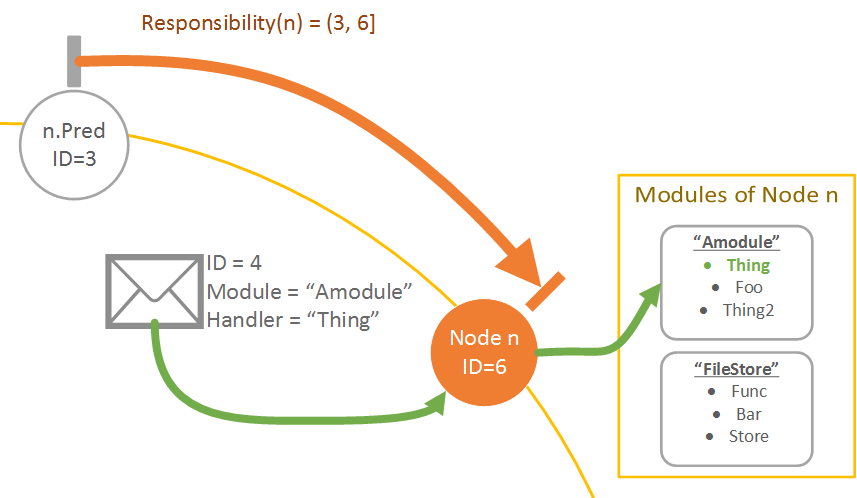 Responsibility(n) = (3, 6]
n.Pred
ID=3
ID = 4
Module = “Amodule”
Handler = “Thing”
Node n
ID=6
Modules of Node n
“Amodule”
• Thing
• Foo
• Thing2
“FileStore”
• Func
• Bar
• Store